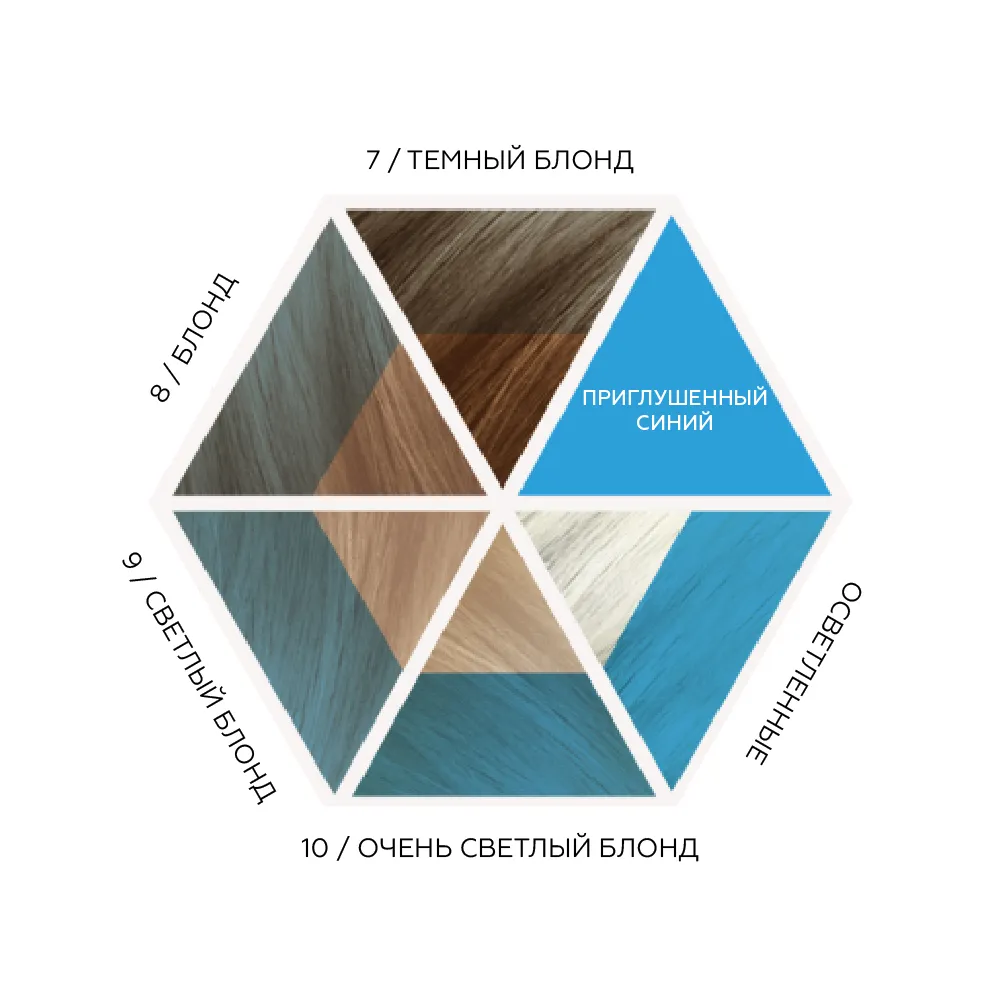 7 / ТЕМНЫЙ БЛОНД
8 / БЛОНД
ПРИГЛУШЕННЫЙ
СИНИЙ
9 / СВЕТЛЫЙ БЛОНД
ОСВЕТЛЕННЫЕ
10 / ОЧЕНЬ СВЕТЛЫЙ БЛОНД